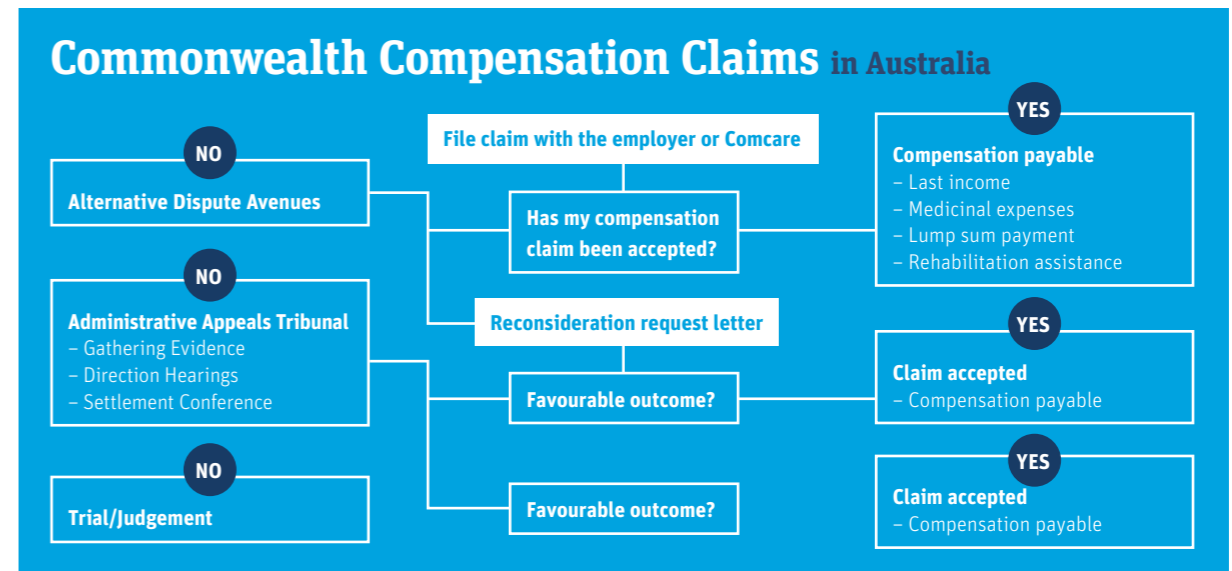 Commonwealth Compensation Claims in Australia
File claim with the employer or Comcare
NO
Alternative Dispute Avenues
Has my compensation
claim been accepted?
YES
Compensation payable
– Last income
– Medicinal expenses
– Lump sum payment
– Rehabilitation assistance
Reconsideration request letter
NO
Administrative Appeals Tribunal
– Gathering Evidence
– Direction Hearings
– Settlement Conference
Favourable outcome?
YES
Claim accepted
– Compensation payable
NO
Trial/Judgement
Favourable outcome?
YES
Claim accepted
– Compensation payable